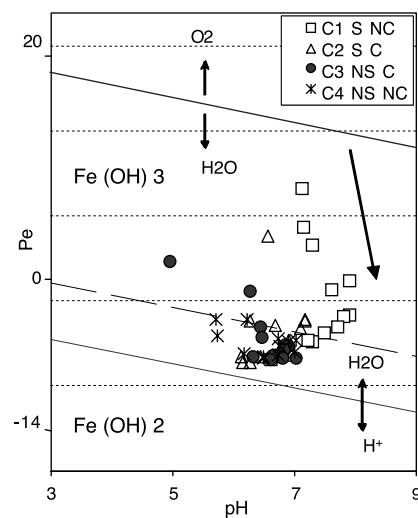 20
O2
C1 S NC
C2 S C
C3 NS C
C4 NS NC
H2O
Fe (OH) 3
Pe
0
H2O
-14
Fe (OH) 2
H+
3
5
7
9
pH